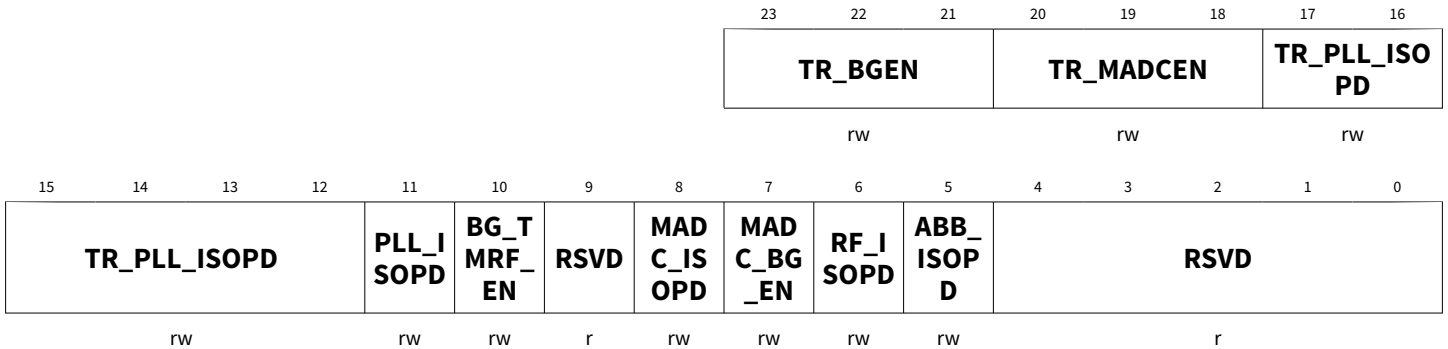 23 22 21 20 19 18 17 16
TR_BGEN TR_MADCEN TR_PLL_ISO
PD
rw rw rw
15 14 13 12 11 10 9 8 7 6 5 4 3 2 1 0
TR_PLL_ISOPD PLL_I
SOPD BG_T
MRF_
EN RSVD MAD
C_IS
OPD MAD
C_BG
_EN RF_I
SOPD ABB_
ISOP
D RSVD
rw rw rw r rw rw rw rw r